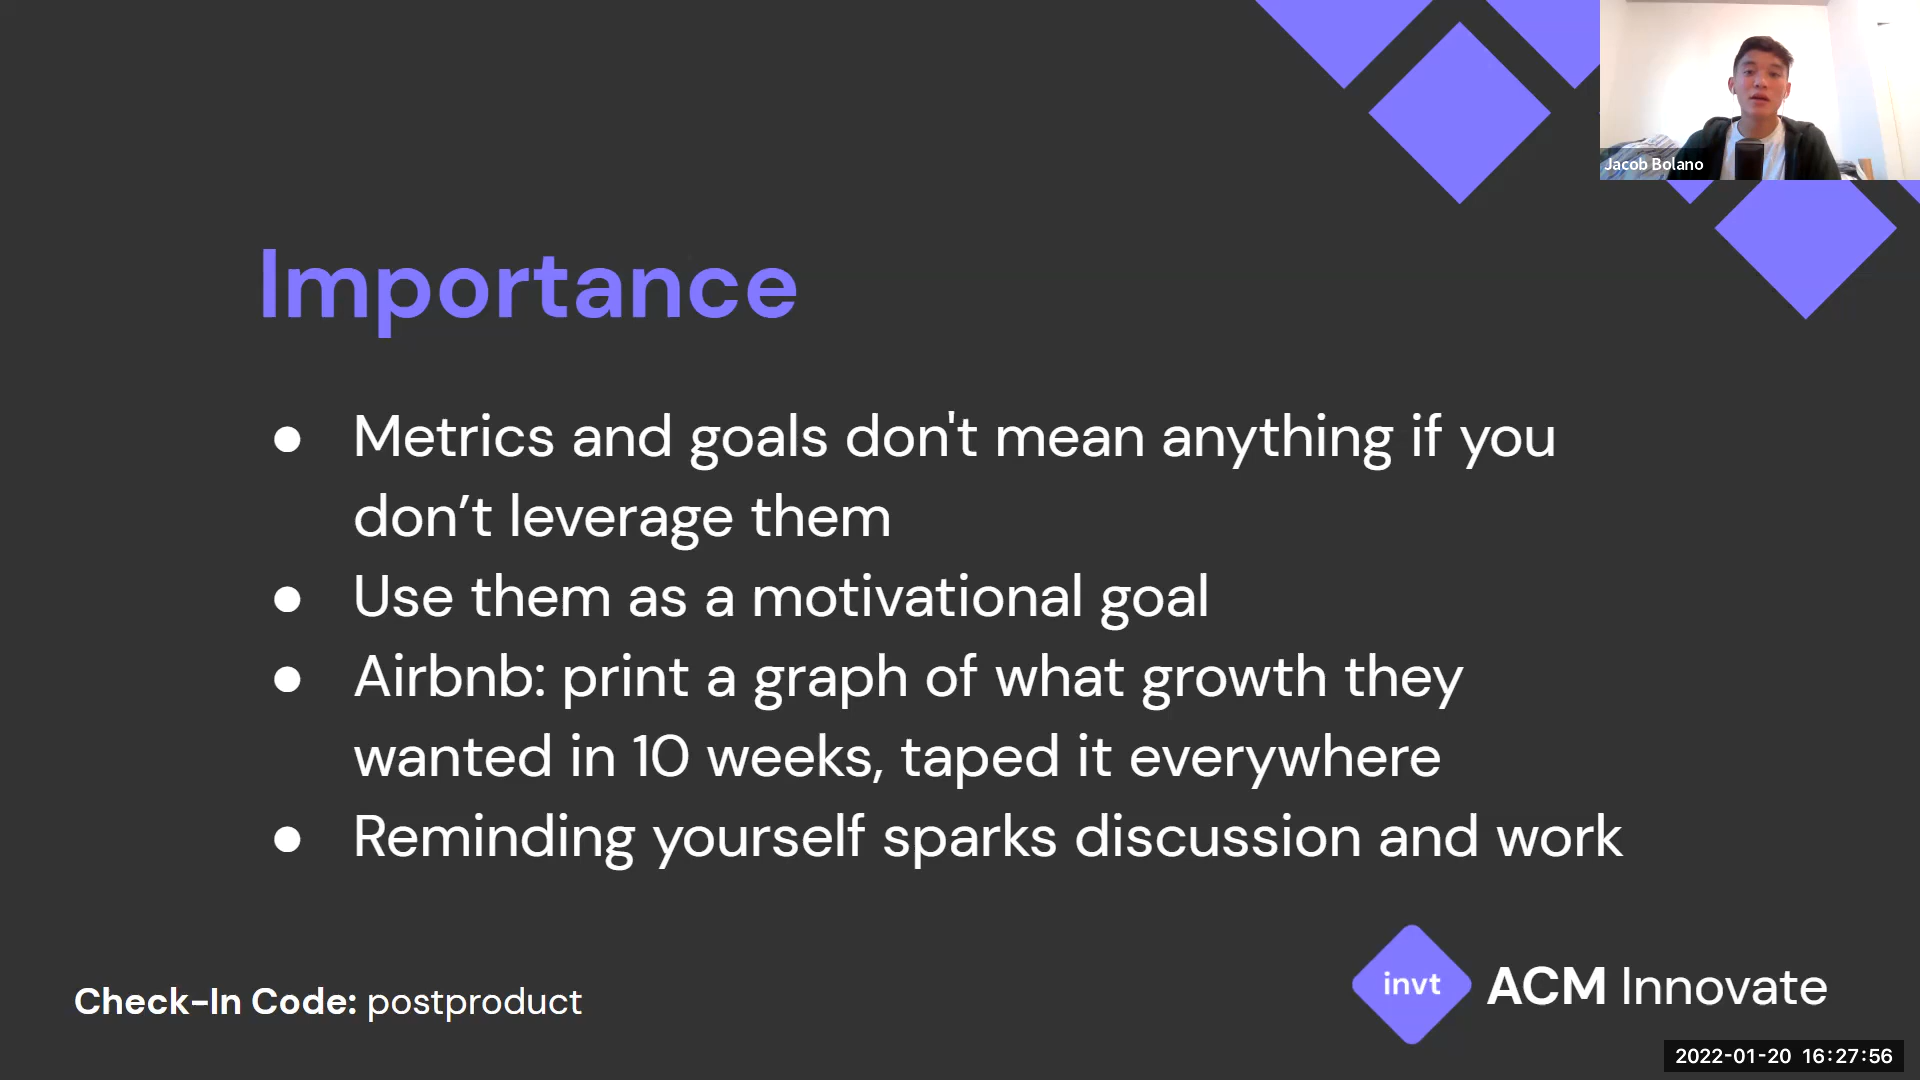 Jacob Bolano
Importance
● Metrics and goals don't mean anything if you
don’t leverage them
● Use them as a motivational goal
● Airbnb: print a graph of what growth they
wanted in 10 weeks, taped it everywhere
● Reminding yourself sparks discussion and work
Check-In Code: postproduct
invt ACM Innovate
2022-01-20 16:27:56